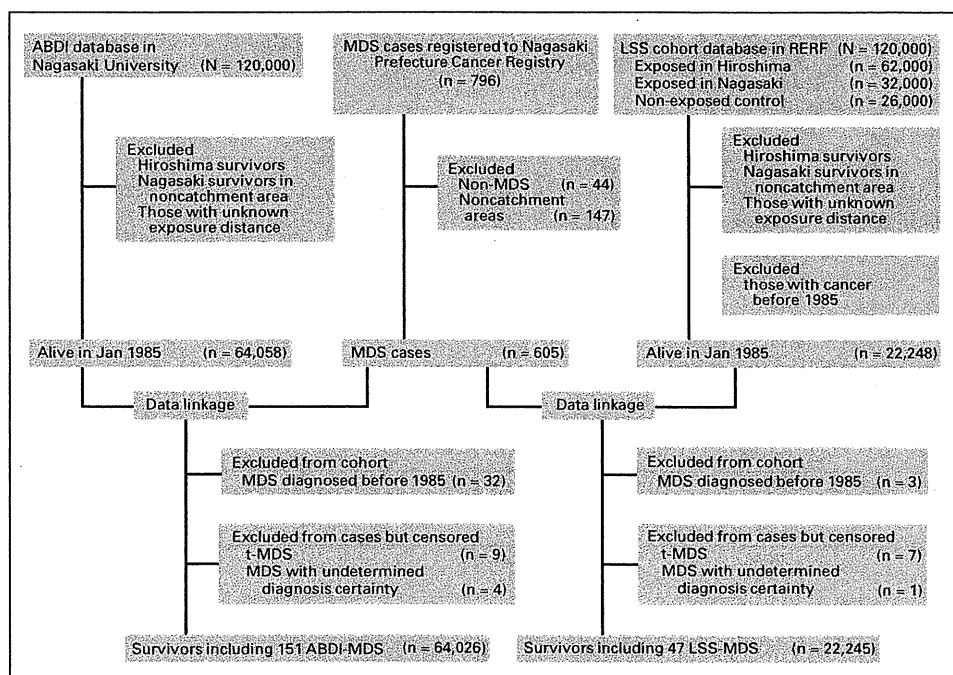 ABDI database in
Nagasaki University (N = 120,000)
MDS cases registered to Nagasaki
Prefecture Cancer Registry
(n = 796)
LSS cohort database in RERF (N = 120,000)
Exposed in Hiroshima (n = 62,000)
Exposed in Nagasaki (n = 32,000)
Non-exposed control (n = 26,000)
Excluded
Hiroshima survivors
Nagasaki survivors in
noncatchment area
Those with unknown
exposure distance
Excluded
Non-MDS (n = 44)
Noncatchment
areas (n = 147)
Excluded
Hiroshima survivors
Nagasaki survivors in
noncatchment area
Those with unknown
exposure distance
Excluded
those with cancer
before 1985
Alive in Jan 1985 (n = 64,058)
MDS cases (n = 605)
Alive in Jan 1985 (n = 22,248)
Data linkage
Data linkage
Excluded from cohort
MDS diagnosed before 1985 (n = 32)
Excluded from cohort
MDS diagnosed before 1985 (n = 3)
Excluded from cases but censored
t-MDS (n = 9)
MDS with undetermined
diagnosis certainty (n = 4)
Excluded from cases but censored
t-MDS (n = 7)
MDS with undetermined
diagnosis certainty (n = 1)
Survivors including 151 ABDI-MDS (n = 64,026)
Survivors including 47 LSS-MDS (n = 22,245)